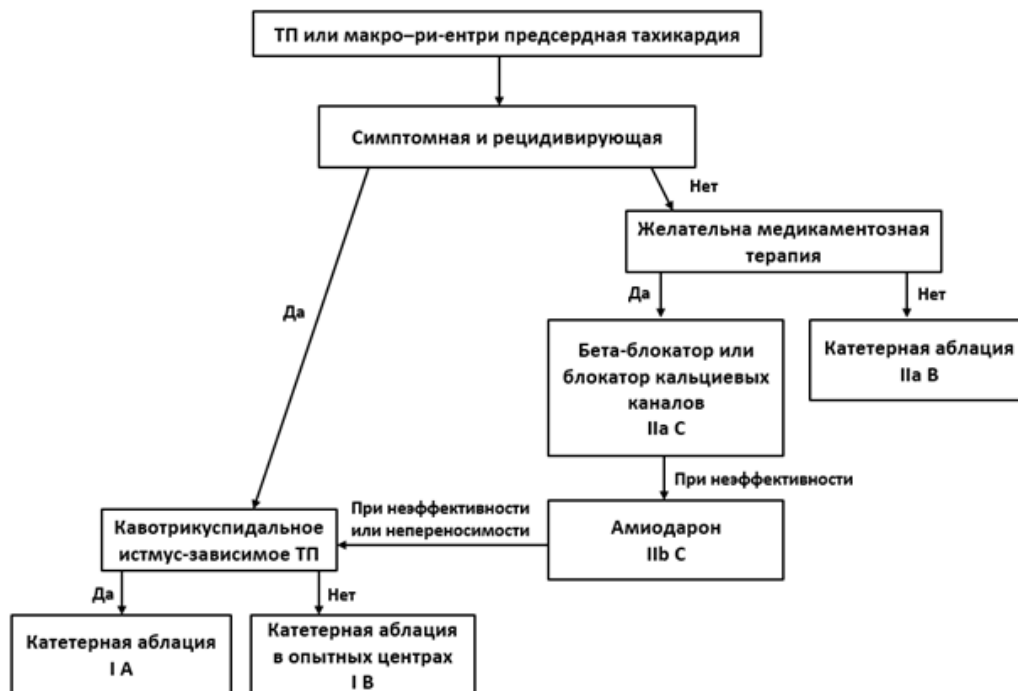 ТП или макро–ри-ентри предсердная тахикардия
Симптомная и рецидивирующая
Нет
Желательна медикаментозная
терапия
Да
Да
Нет
Бета-блокатор или
блокатор кальциевых
каналов
IIa C
Катетерная аблация
IIa B
При неэффективности
При неэффективности
или непереносимости
Кавотрикуспидальное
истмус-зависимое ТП
Амиодарон
IIb C
Да
Нет
Катетерная аблация
I A
Катетерная аблация
в опытных центрах
I B